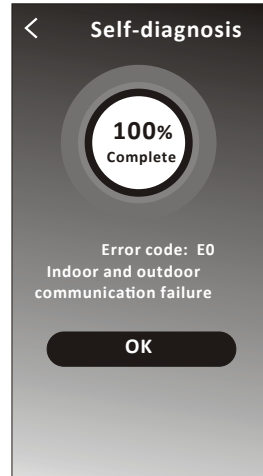 Self-diagnosis
100%
Complete
Error code: E0
Indoor and outdoor
communication failure
OK